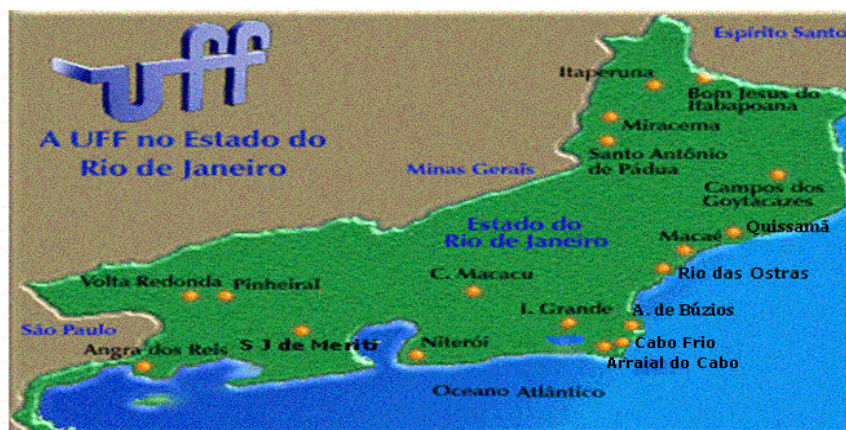 uff
A UFF no Estado do
Rio de Janeiro
Espírito Santo
Itaperuna
Bom Jesus do
Itabapoana
Miracema
Santo Antônio
de Pádua
Minas Gerais
Campos dos
Goytacazes
Estado do
Rio de Janeiro
Quissamã
Macaé
Rio das Ostras
Volta Redonda
Pinheiral
C. Macacu
I. Grande
A. de Búzios
São Paulo
S J de Meriti
Niterói
Cabo Frio
Angra dos Reis
Arraial do Cabo
Oceano Atlântico